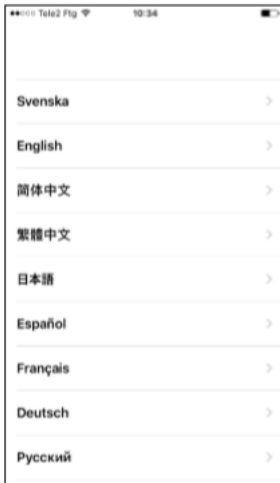 Tele2 Ftg 10:34
Svenska
English
简体中文
繁體中文
日本語
Español
Français
Deutsch
Русский